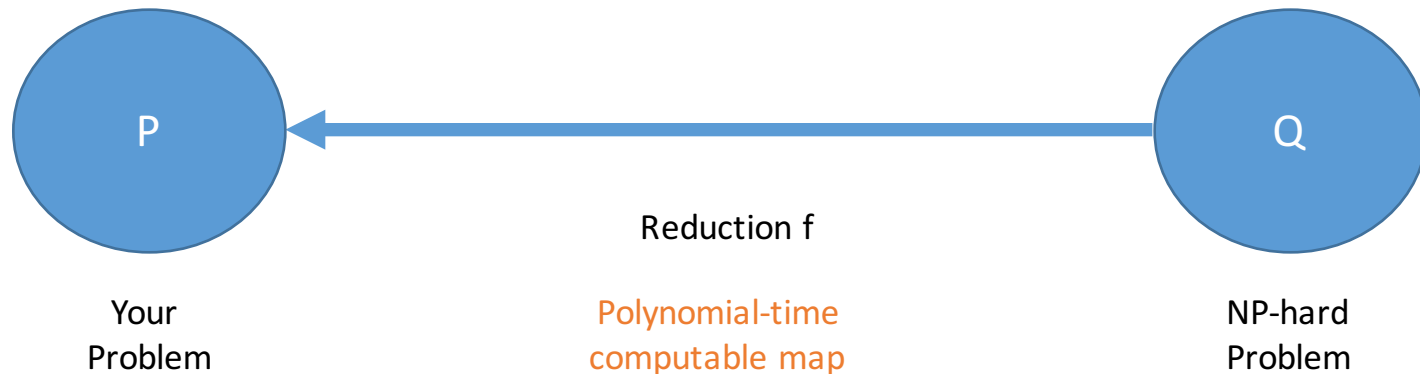 P
Q
Reduction f
Your
Problem
Polynomial-time
computable map
NP-hard
Problem